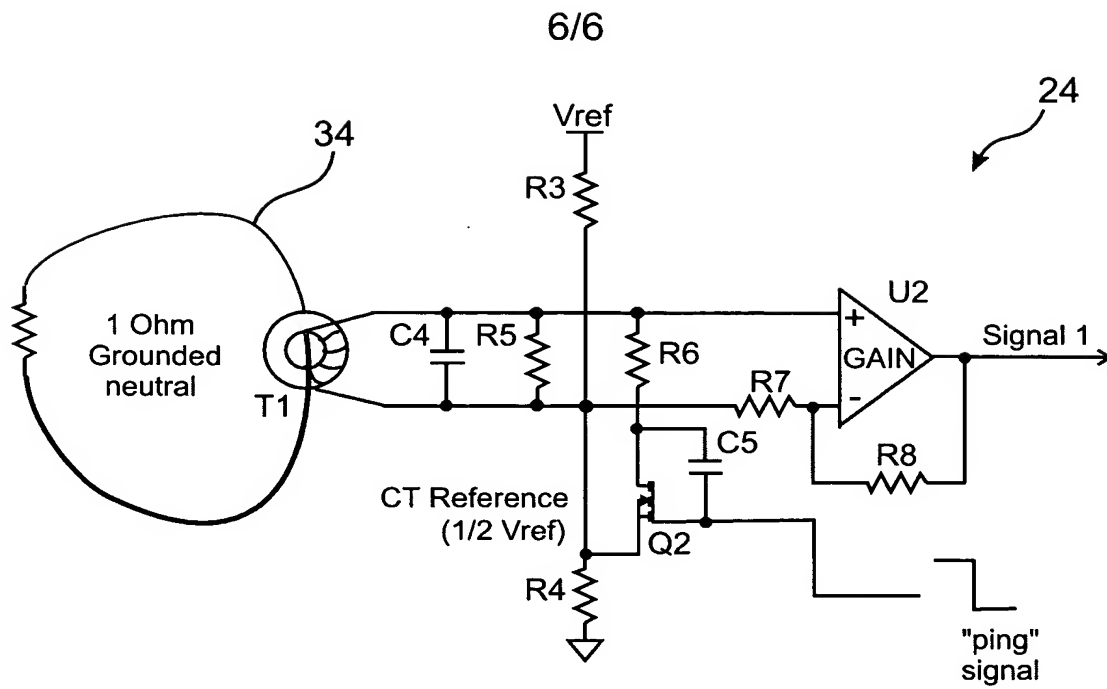 6/6
24
34
Vref
R3
1 Ohm
Grounded
neutral
T1
C4
R5
R6
U2
+
GAIN
-
Signal 1
R7
R8
C5
CT Reference
(1/2 Vref)
Q2
R4
"ping"
signal